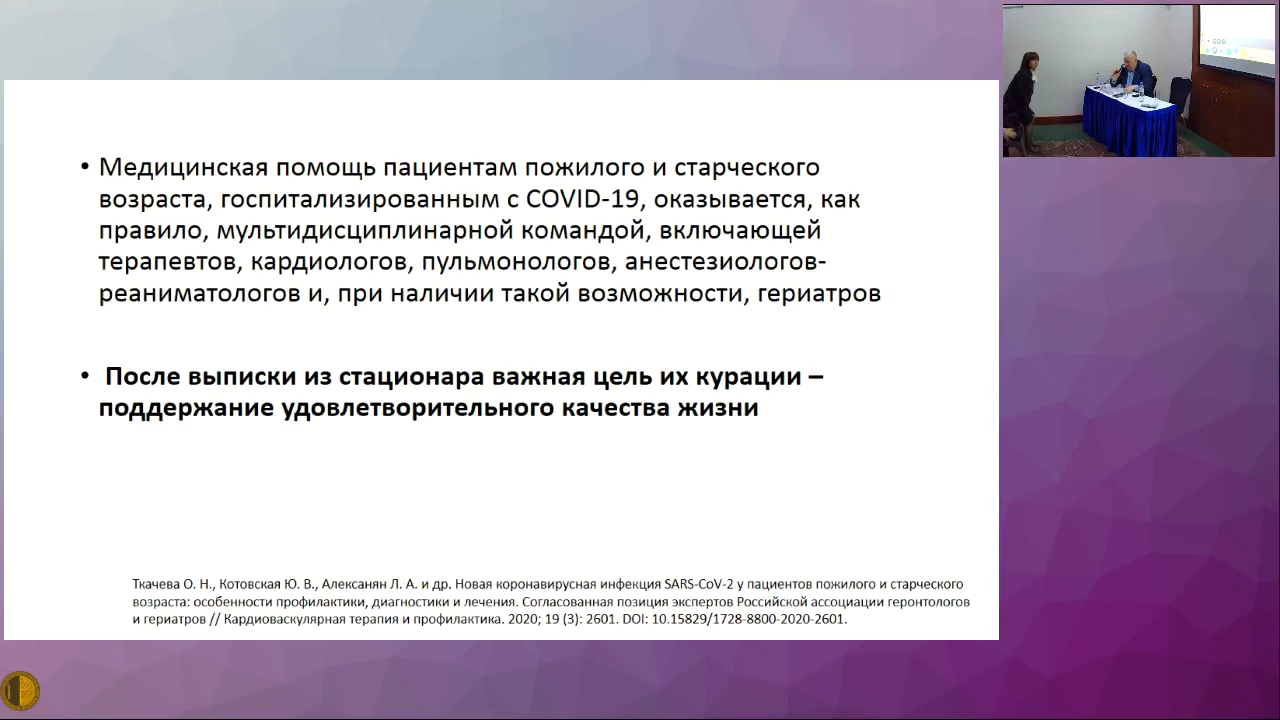 • Медицинская помощь пациентам пожилого и старческого
возраста, госпитализированным с COVID-19, оказывается, как
правило, мультидисциплинарной командой, включающей
терапевтов, кардиологов, пульмонологов, анестезиологов-
реаниматологов и, при наличии такой возможности, гериатров
• После выписки из стационара важная цель их курации –
поддержание удовлетворительного качества жизни
Ткачева О. Н., Котовская Ю. В., Алексанян Л. А. и др. Новая коронавирусная инфекция SARS-CoV-2 у пациентов пожилого и старческого
возраста: особенности профилактики, диагностики и лечения. Согласованная позиция экспертов Российской ассоциации геронтологов
и гериатров // Кардиоваскулярная терапия и профилактика. 2020; 19 (3): 2601. DOI: 10.15829/1728-8800-2020-2601.